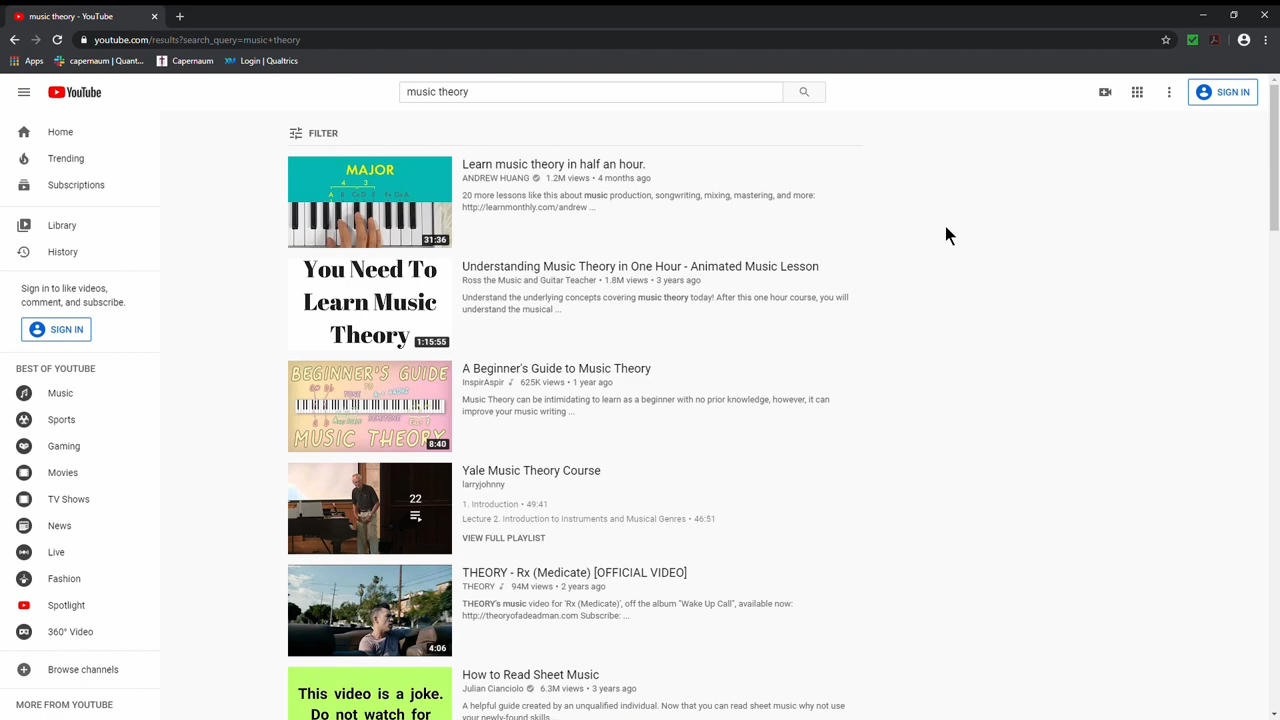 music theory - YouTube
youtube.com/results?search_query=music+theory
Apps
capernaum | Quant...
Capernaum
Login | Qualtrics
YouTube
music theory
SIGN IN
Home
Trending
Subscriptions
Library
History
Sign in to like videos,
comment, and subscribe.
SIGN IN
BEST OF YOUTUBE
Music
Sports
Gaming
Movies
TV Shows
News
Live
Fashion
Spotlight
360° Video
Browse channels
MORE FROM YOUTUBE
FILTER
MAJOR
4 3
31:36
Learn music theory in half an hour.
ANDREW HUANG 1.2M views • 4 months ago
20 more lessons like this about music production, songwriting, mixing, mastering, and more:
http://learnmonthly.com/andrew ...
You Need To
Learn Music
Theory
1:15:55
Understanding Music Theory in One Hour - Animated Music Lesson
Ross the Music and Guitar Teacher • 1.8M views • 3 years ago
Understand the underlying concepts covering music theory today! After this one hour course, you will
understand the musical ...
BEGINNER'S GUIDE
TO
MUSIC THEORY
8:40
A Beginner's Guide to Music Theory
InspirAspir ♪ 625K views • 1 year ago
Music Theory can be intimidating to learn as a beginner with no prior knowledge, however, it can
improve your music writing ...
22
Yale Music Theory Course
larryjohnny
1. Introduction • 49:41
Lecture 2. Introduction to Instruments and Musical Genres • 46:51
VIEW FULL PLAYLIST
4:06
THEORY - Rx (Medicate) [OFFICIAL VIDEO]
THEORY ♪ 94M views • 2 years ago
THEORY's music video for 'Rx (Medicate)', off the album "Wake Up Call", available now:
http://theoryofadeadman.com Subscribe: ...
This video is a joke.
Do not watch for
How to Read Sheet Music
Julian Cianciolo 6.3M views • 3 years ago
A helpful guide created by an unqualified individual. Now that you can read sheet music why not use
your newly-found skills ...